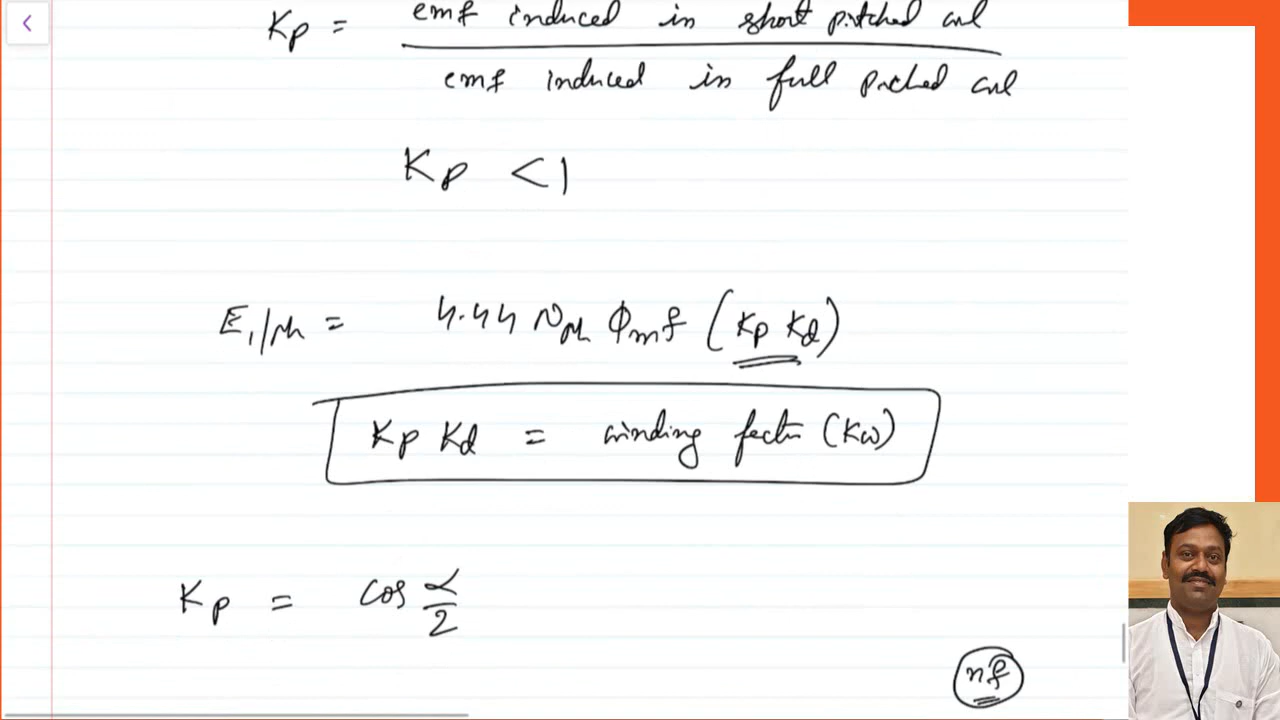 Kp = emf induced in short pitched coil
emf induced in full pitched coil
Kp < 1
E1/ph = 4.44 Nph Φm f (Kp Kd)
Kp Kd = winding factor (Kw)
Kp = cos α/2
nf